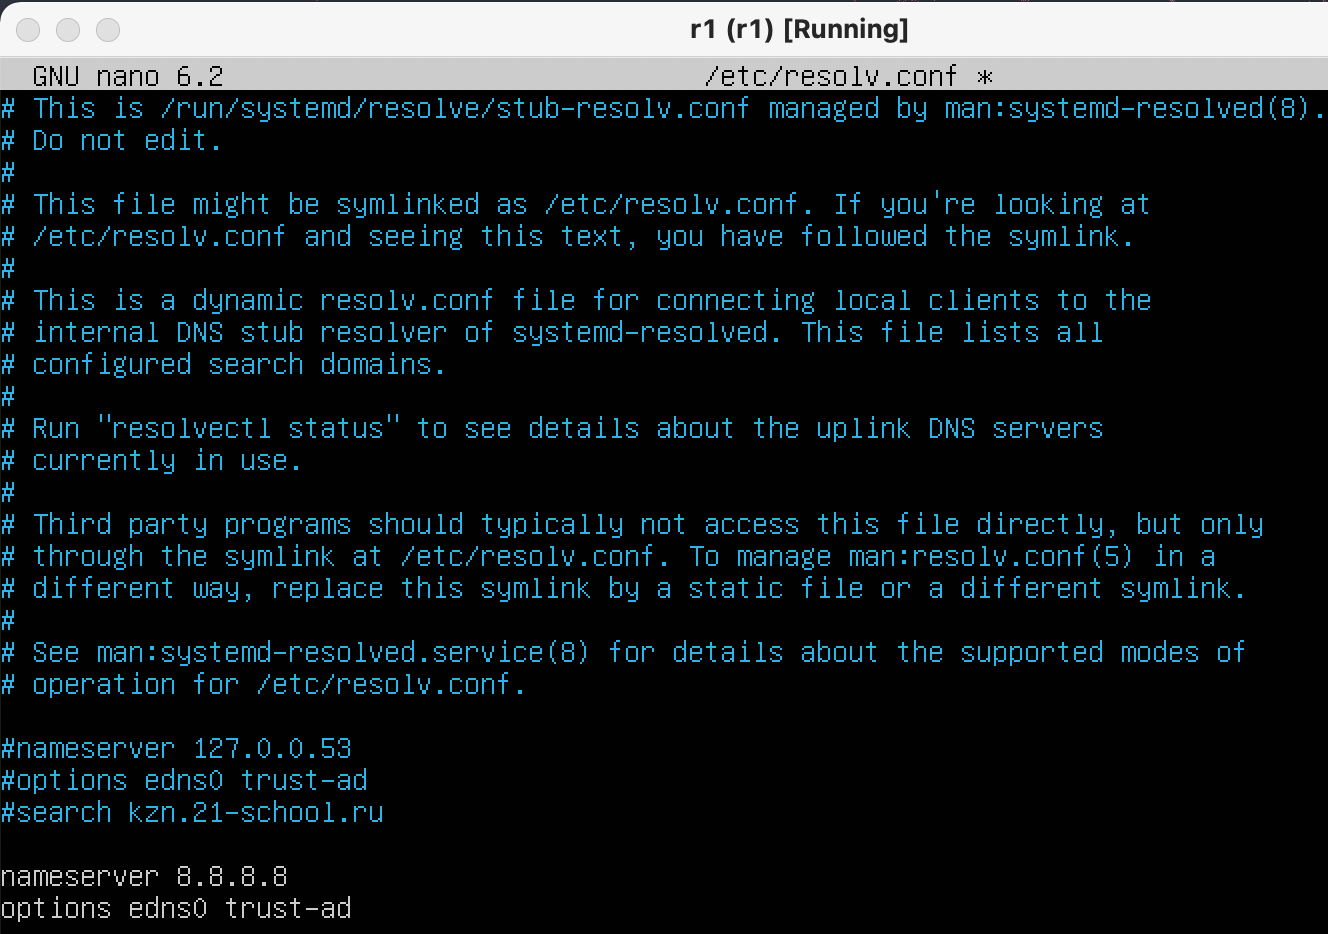 r1 (r1) [Running]
GNU nano 6.2 /etc/resolv.conf *
# This is /run/systemd/resolve/stub-resolv.conf managed by man:systemd-resolved(8).
# Do not edit.
#
# This file might be symlinked as /etc/resolv.conf. If you're looking at
# /etc/resolv.conf and seeing this text, you have followed the symlink.
#
# This is a dynamic resolv.conf file for connecting local clients to the
# internal DNS stub resolver of systemd-resolved. This file lists all
# configured search domains.
#
# Run "resolvectl status" to see details about the uplink DNS servers
# currently in use.
#
# Third party programs should typically not access this file directly, but only
# through the symlink at /etc/resolv.conf. To manage man:resolv.conf(5) in a
# different way, replace this symlink by a static file or a different symlink.
#
# See man:systemd-resolved.service(8) for details about the supported modes of
# operation for /etc/resolv.conf.
#nameserver 127.0.0.53
#options edns0 trust-ad
#search kzn.21-school.ru
nameserver 8.8.8.8
options edns0 trust-ad